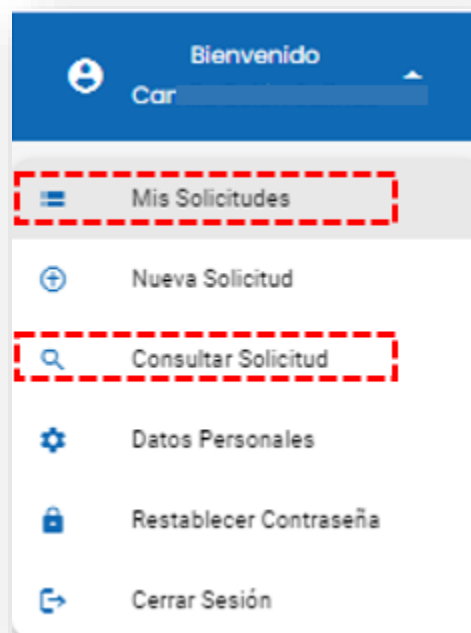 Bienvenido
Car
Mis Solicitudes
Nueva Solicitud
Consultar Solicitud
Datos Personales
Restablecer Contraseña
Cerrar Sesión